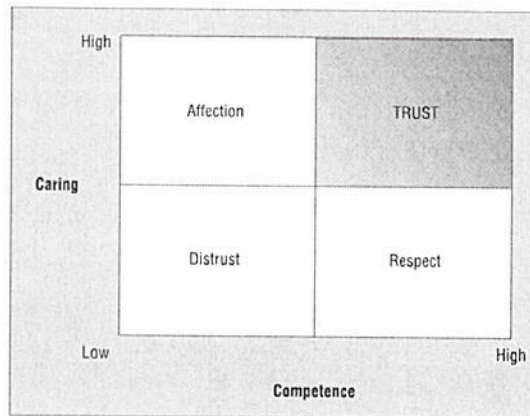 High
Affection
TRUST
Caring
Distrust
Respect
Low
High
Competence